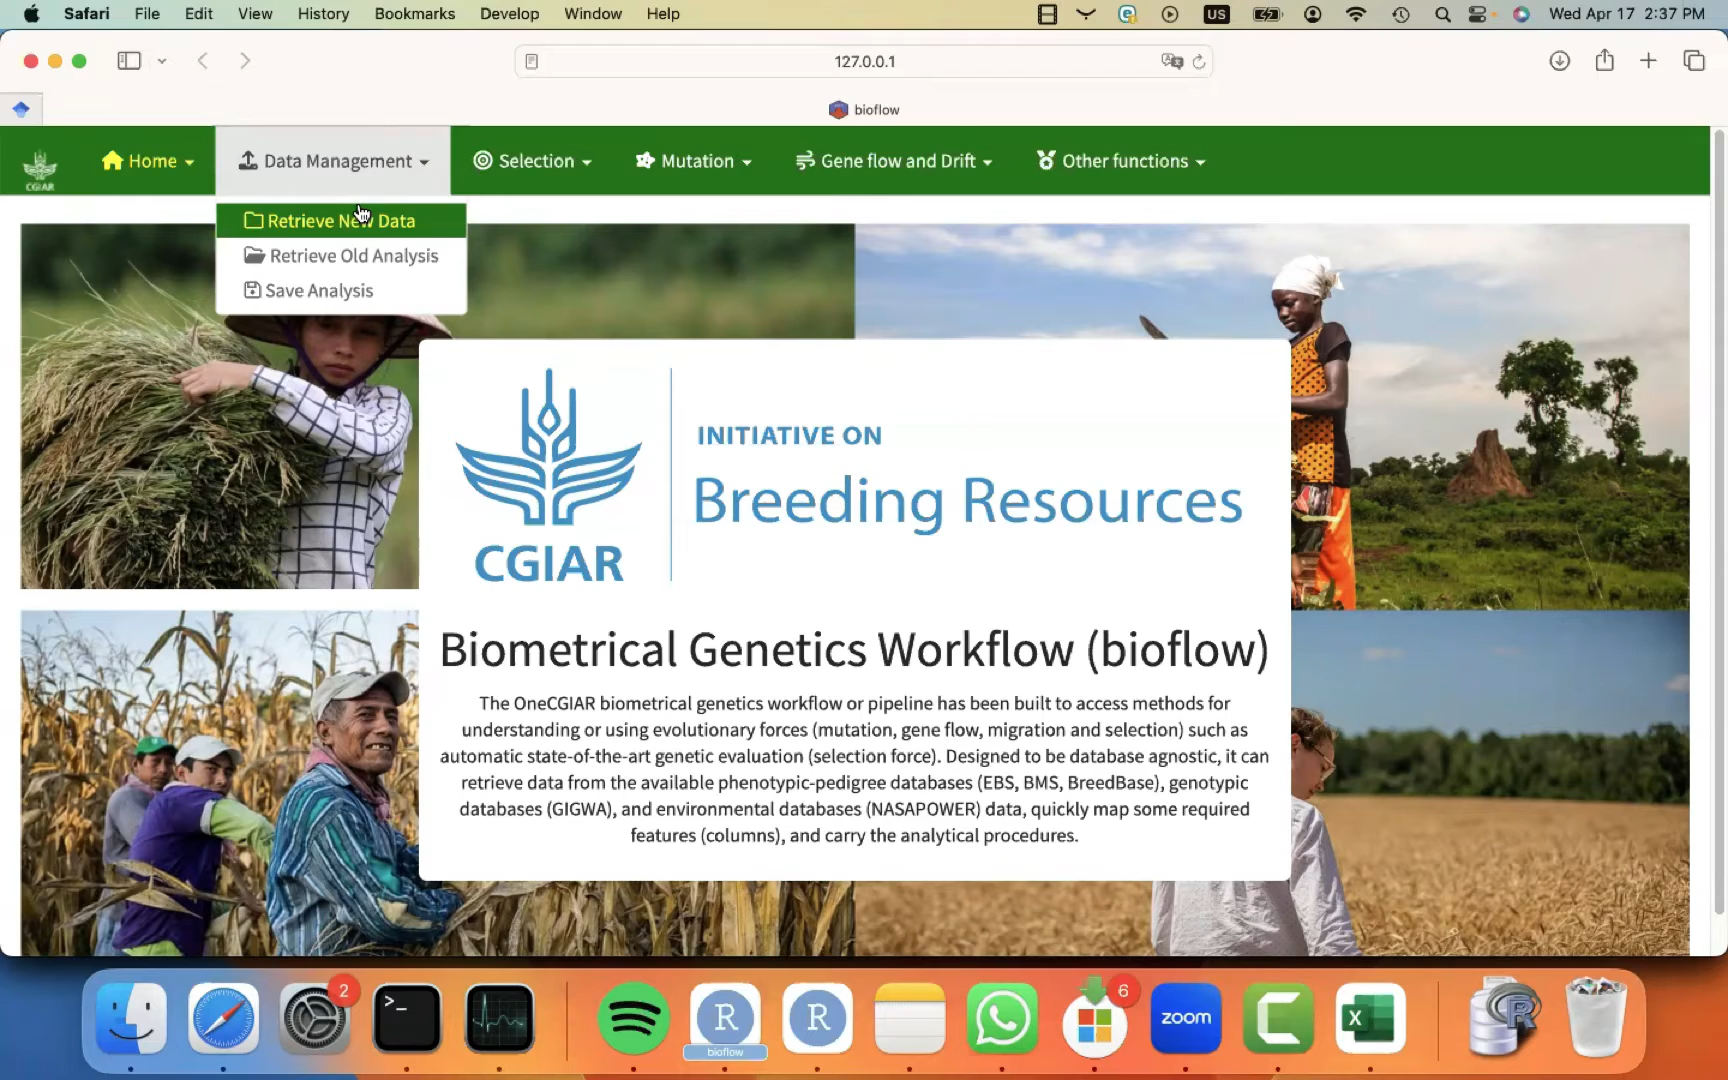 Safari File Edit View History Bookmarks Develop Window Help US Wed Apr 17 2:37 PM
127.0.0.1
bioflow
CGIAR Home Data Management Selection Mutation Gene flow and Drift Other functions
Retrieve New Data
Retrieve Old Analysis
Save Analysis
INITIATIVE ON
Breeding Resources
CGIAR
Biometrical Genetics Workflow (bioflow)
The OneCGIAR biometrical genetics workflow or pipeline has been built to access methods for
understanding or using evolutionary forces (mutation, gene flow, migration and selection) such as
automatic state-of-the-art genetic evaluation (selection force). Designed to be database agnostic, it can
retrieve data from the available phenotypic-pedigree databases (EBS, BMS, BreedBase), genotypic
databases (GIGWA), and environmental databases (NASAPOWER) data, quickly map some required
features (columns), and carry the analytical procedures.
2 6
>_ R R zoom C X R
bioflow